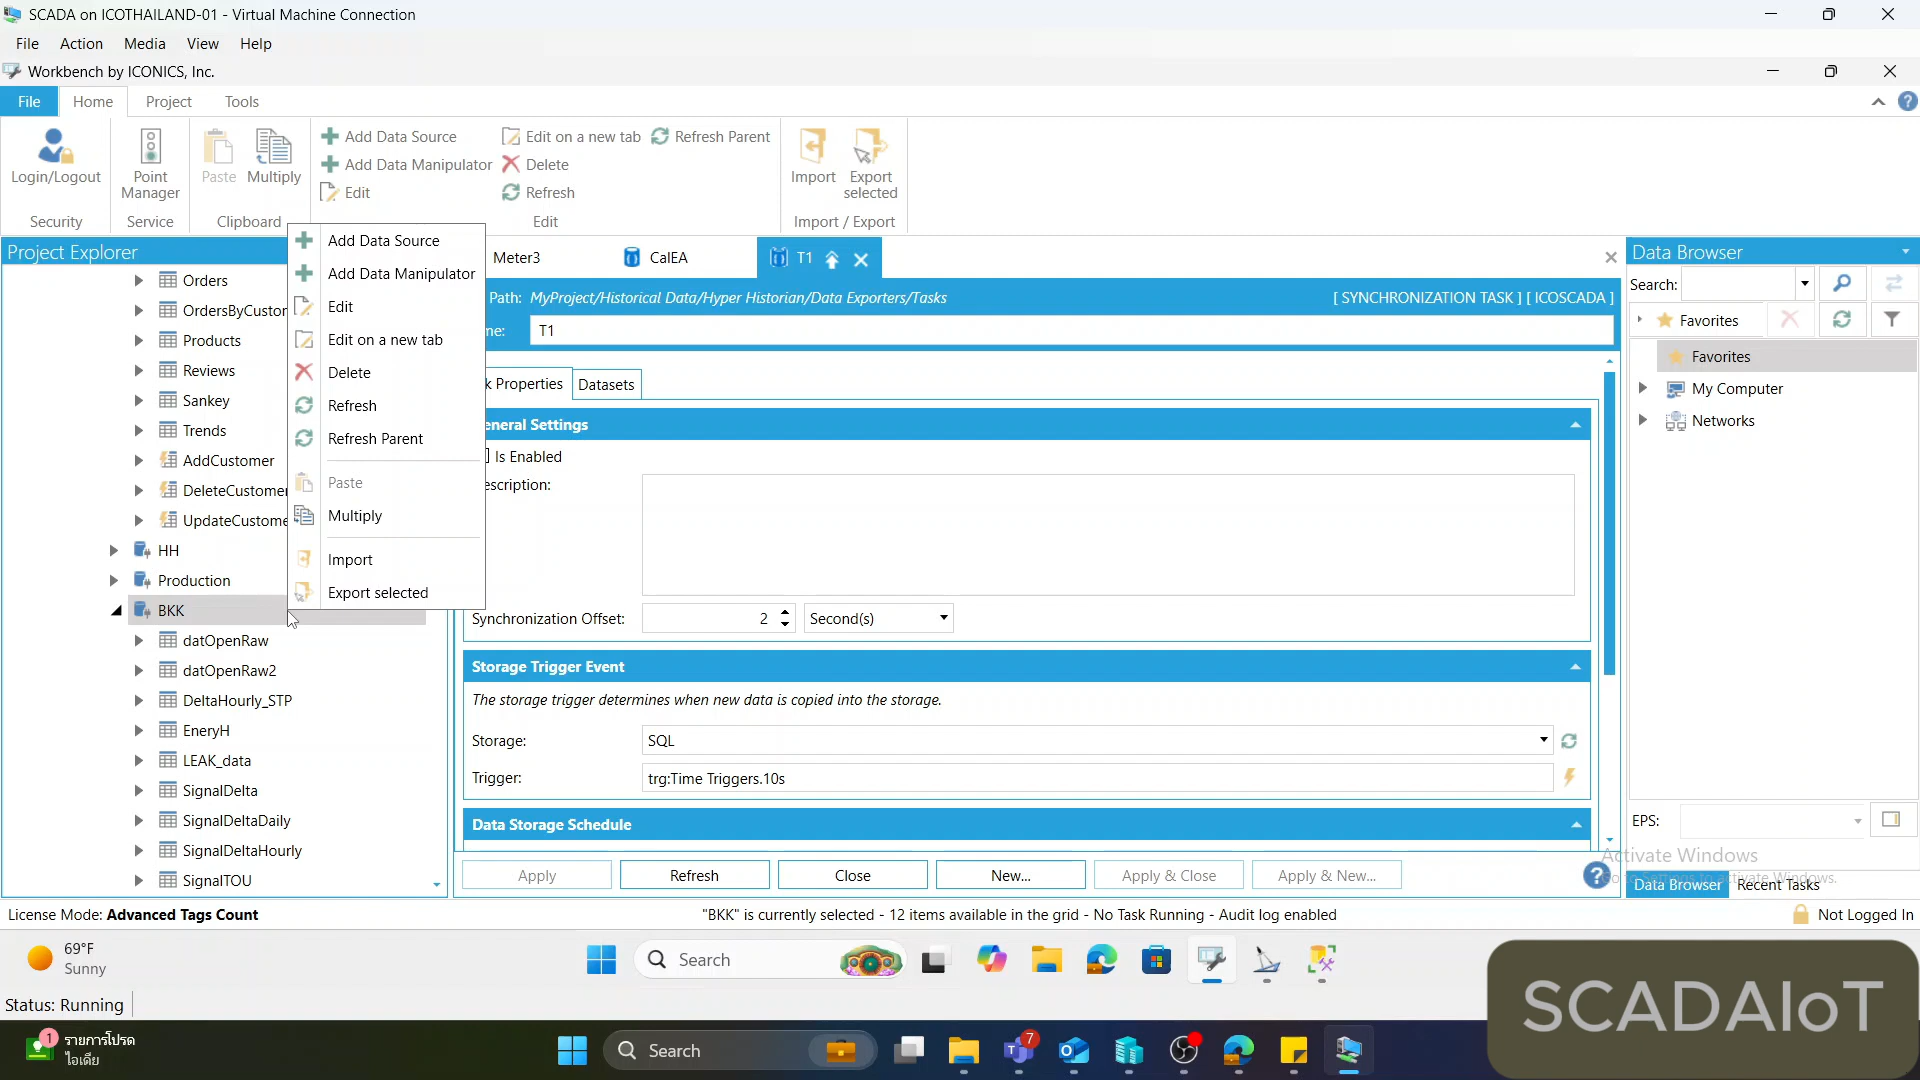 SCADA on ICOTHAILAND-01 - Virtual Machine Connection
File Action Media View Help
Workbench by ICONICS, Inc.
File Home Project Tools
Login/Logout
Security
Point Manager
Service
Paste Multiply
Clipboard
Add Data Source
Add Data Manipulator
Edit
Edit on a new tab
Delete
Refresh
Refresh Parent
Edit
Import
Export selected
Import / Export
Project Explorer
Orders
OrdersByCustor
Products
Reviews
Sankey
Trends
AddCustomer
DeleteCustome
UpdateCustome
HH
Production
BKK
datOpenRaw
datOpenRaw2
DeltaHourly_STP
EneryH
LEAK_data
SignalDelta
SignalDeltaDaily
SignalDeltaHourly
SignalTOU
Add Data Source
Add Data Manipulator
Edit
Edit on a new tab
Delete
Refresh
Refresh Parent
Paste
Multiply
Import
Export selected
Meter3 CalEA T1
Path: MyProject/Historical Data/Hyper Historian/Data Exporters/Tasks [ SYNCHRONIZATION TASK ] [ ICOSCADA ]
me: T1
k Properties Datasets
eneral Settings
Is Enabled
escription:
Synchronization Offset: 2 Second(s)
Storage Trigger Event
The storage trigger determines when new data is copied into the storage.
Storage: SQL
Trigger: trg:Time Triggers.10s
Data Storage Schedule
Apply Refresh Close New... Apply & Close Apply & New...
Data Browser
Search:
Favorites
Favorites
My Computer
Networks
EPS:
Activate Windows
Go to Settings to activate Windows.
Data Browser Recent Tasks
License Mode: Advanced Tags Count
"BKK" is currently selected - 12 items available in the grid - No Task Running - Audit log enabled
Not Logged In
69°F
Sunny
Search
Status: Running
1
รายการโปรด
ไอเดีย
Search
7
SCADAIoT